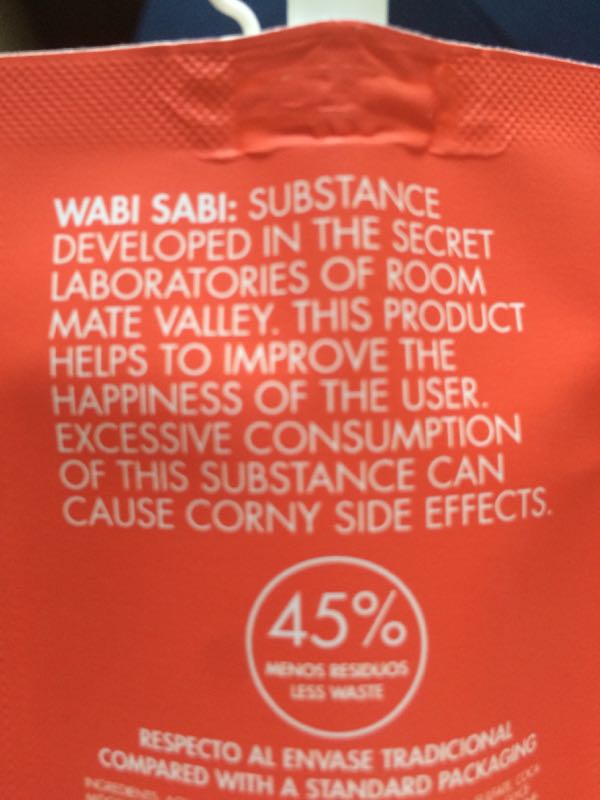 WABI SABI: SUBSTANCE
DEVELOPED IN THE SECRET
LABORATORIES OF ROOM
MATE VALLEY. THIS PRODUCT
HELPS TO IMPROVE THE
HAPPINESS OF THE USER.
EXCESSIVE CONSUMPTION
OF THIS SUBSTANCE CAN
CAUSE CORNY SIDE EFFECTS.
45%
MENOS RESIDUOS
LESS WASTE
RESPECTO AL ENVASE TRADICIONAL
COMPARED WITH A STANDARD PACKAGING